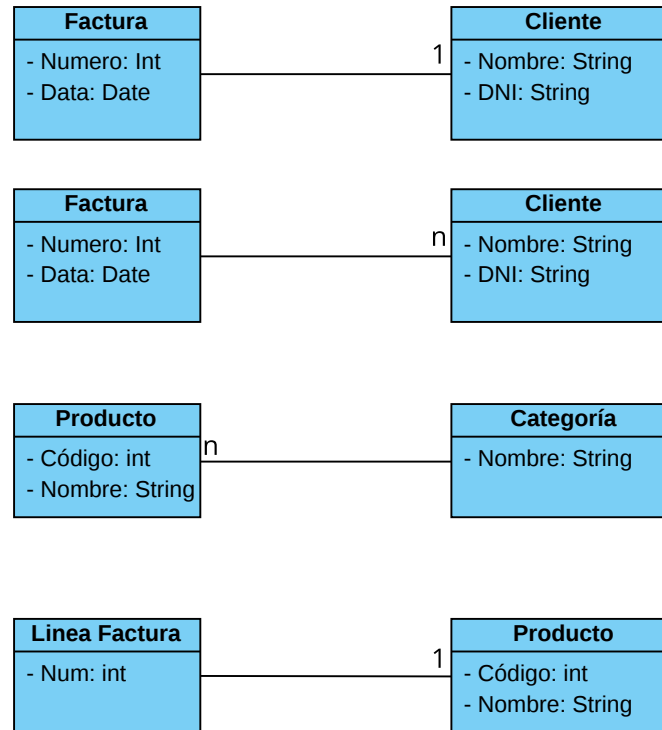 Factura
- Numero: Int
- Data: Date
1
Cliente
- Nombre: String
- DNI: String
Factura
- Numero: Int
- Data: Date
n
Cliente
- Nombre: String
- DNI: String
Producto
- Código: int
- Nombre: String
n
Categoría
- Nombre: String
Linea Factura
- Num: int
1
Producto
- Código: int
- Nombre: String